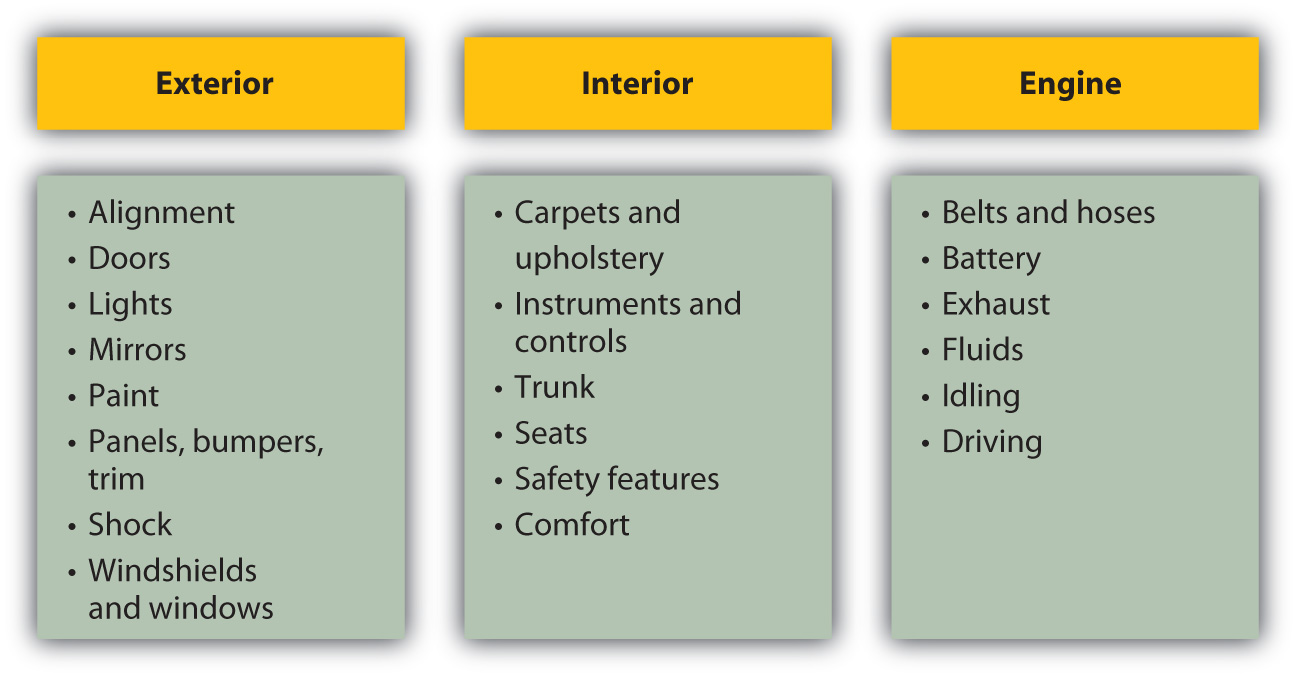 Exterior
• Alignment
• Doors
• Lights
• Mirrors
• Paint
• Panels, bumpers,
trim
• Shock
• Windshields
and windows
Interior
• Carpets and
upholstery
• Instruments and
controls
• Trunk
• Seats
• Safety features
• Comfort
Engine
• Belts and hoses
• Battery
• Exhaust
• Fluids
• Idling
• Driving